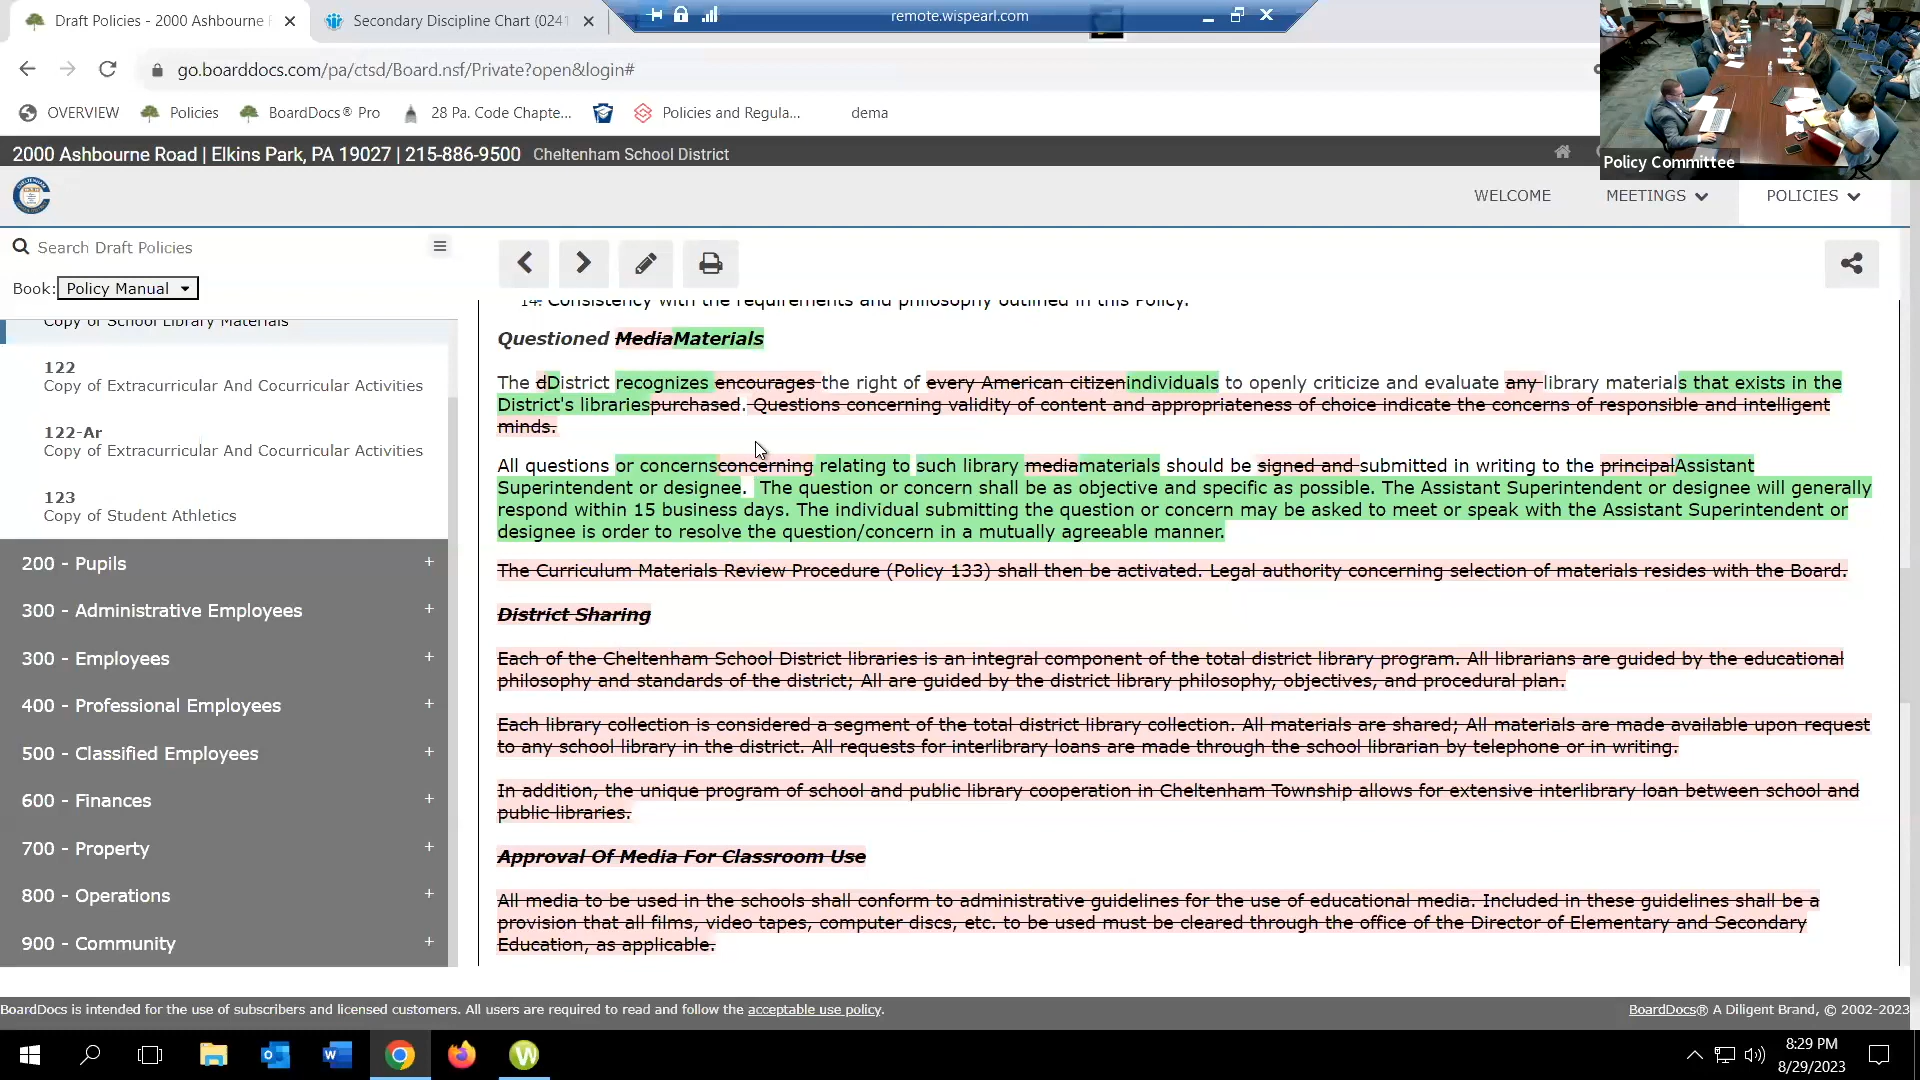 Draft Policies - 2000 Ashbourne
Secondary Discipline Chart (0241
remote.wispearl.com
go.boarddocs.com/pa/ctsd/Board.nsf/Private?open&login#
OVERVIEW Policies BoardDocs® Pro 28 Pa. Code Chapte... Policies and Regula... dema
Policy Committee
2000 Ashbourne Road | Elkins Park, PA 19027 | 215-886-9500 Cheltenham School District
WELCOME MEETINGS POLICIES
Search Draft Policies
Book: Policy Manual
Copy of School Library Materials
122
Copy of Extracurricular And Cocurricular Activities
122-Ar
Copy of Extracurricular And Cocurricular Activities
123
Copy of Student Athletics
200 - Pupils +
300 - Administrative Employees +
300 - Employees +
400 - Professional Employees +
500 - Classified Employees +
600 - Finances +
700 - Property +
800 - Operations +
900 - Community +
14. Consistency with the requirements and philosophy outlined in this Policy.
Questioned MediaMaterials
The dDistrict recognizes encourages the right of every American citizenindividuals to openly criticize and evaluate any library materials that exists in the
District's librariespurchased. Questions concerning validity of content and appropriateness of choice indicate the concerns of responsible and intelligent
minds.
All questions or concernsconcerning relating to such library mediamaterials should be signed and submitted in writing to the principalAssistant
Superintendent or designee. The question or concern shall be as objective and specific as possible. The Assistant Superintendent or designee will generally
respond within 15 business days. The individual submitting the question or concern may be asked to meet or speak with the Assistant Superintendent or
designee is order to resolve the question/concern in a mutually agreeable manner.
The Curriculum Materials Review Procedure (Policy 133) shall then be activated. Legal authority concerning selection of materials resides with the Board.
District Sharing
Each of the Cheltenham School District libraries is an integral component of the total district library program. All librarians are guided by the educational
philosophy and standards of the district; All are guided by the district library philosophy, objectives, and procedural plan.
Each library collection is considered a segment of the total district library collection. All materials are shared; All materials are made available upon request
to any school library in the district. All requests for interlibrary loans are made through the school librarian by telephone or in writing.
In addition, the unique program of school and public library cooperation in Cheltenham Township allows for extensive interlibrary loan between school and
public libraries.
Approval Of Media For Classroom Use
All media to be used in the schools shall conform to administrative guidelines for the use of educational media. Included in these guidelines shall be a
provision that all films, video tapes, computer discs, etc. to be used must be cleared through the office of the Director of Elementary and Secondary
Education, as applicable.
BoardDocs is intended for the use of subscribers and licensed customers. All users are required to read and follow the acceptable use policy.
BoardDocs® A Diligent Brand, © 2002-2023
8:29 PM
8/29/2023